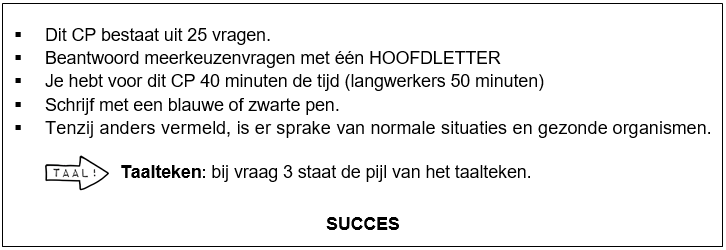 ▪ Dit CP bestaat uit 25 vragen.
▪ Beantwoord meerkeuzenvragen met één HOOFDLETTER
▪ Je hebt voor dit CP 40 minuten de tijd (langwerkers 50 minuten)
▪ Schrijf met een blauwe of zwarte pen.
▪ Tenzij anders vermeld, is er sprake van normale situaties en gezonde organismen.
TAAL! Taalteken: bij vraag 3 staat de pijl van het taalteken.
SUCCES